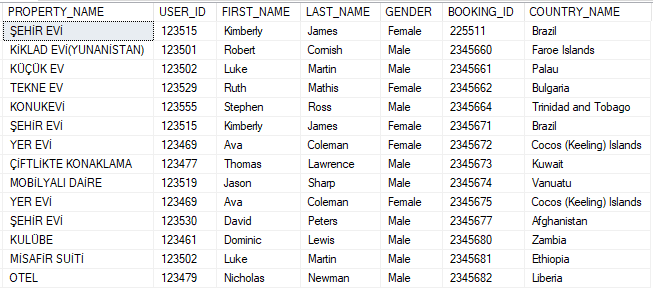 PROPERTY_NAME USER_ID FIRST_NAME LAST_NAME GENDER BOOKING_ID COUNTRY_NAME
ŞEHİR EVİ 123515 Kimberly James Female 225511 Brazil
KİKLAD EVİ(YUNANİSTAN) 123501 Robert Cornish Male 2345660 Faroe Islands
KÜÇÜK EV 123502 Luke Martin Male 2345661 Palau
TEKNE EV 123529 Ruth Mathis Female 2345662 Bulgaria
KONUKEVİ 123555 Stephen Ross Male 2345664 Trinidad and Tobago
ŞEHİR EVİ 123515 Kimberly James Female 2345671 Brazil
YER EVİ 123469 Ava Coleman Female 2345672 Cocos (Keeling) Islands
ÇİFTLİKTE KONAKLAMA 123477 Thomas Lawrence Male 2345673 Kuwait
MOBİLYALI DAİRE 123519 Jason Sharp Male 2345674 Vanuatu
YER EVİ 123469 Ava Coleman Female 2345675 Cocos (Keeling) Islands
ŞEHİR EVİ 123530 David Peters Male 2345677 Afghanistan
KULÜBE 123461 Dominic Lewis Male 2345680 Zambia
MİSAFİR SUİTİ 123502 Luke Martin Male 2345681 Ethiopia
OTEL 123479 Nicholas Newman Male 2345682 Liberia